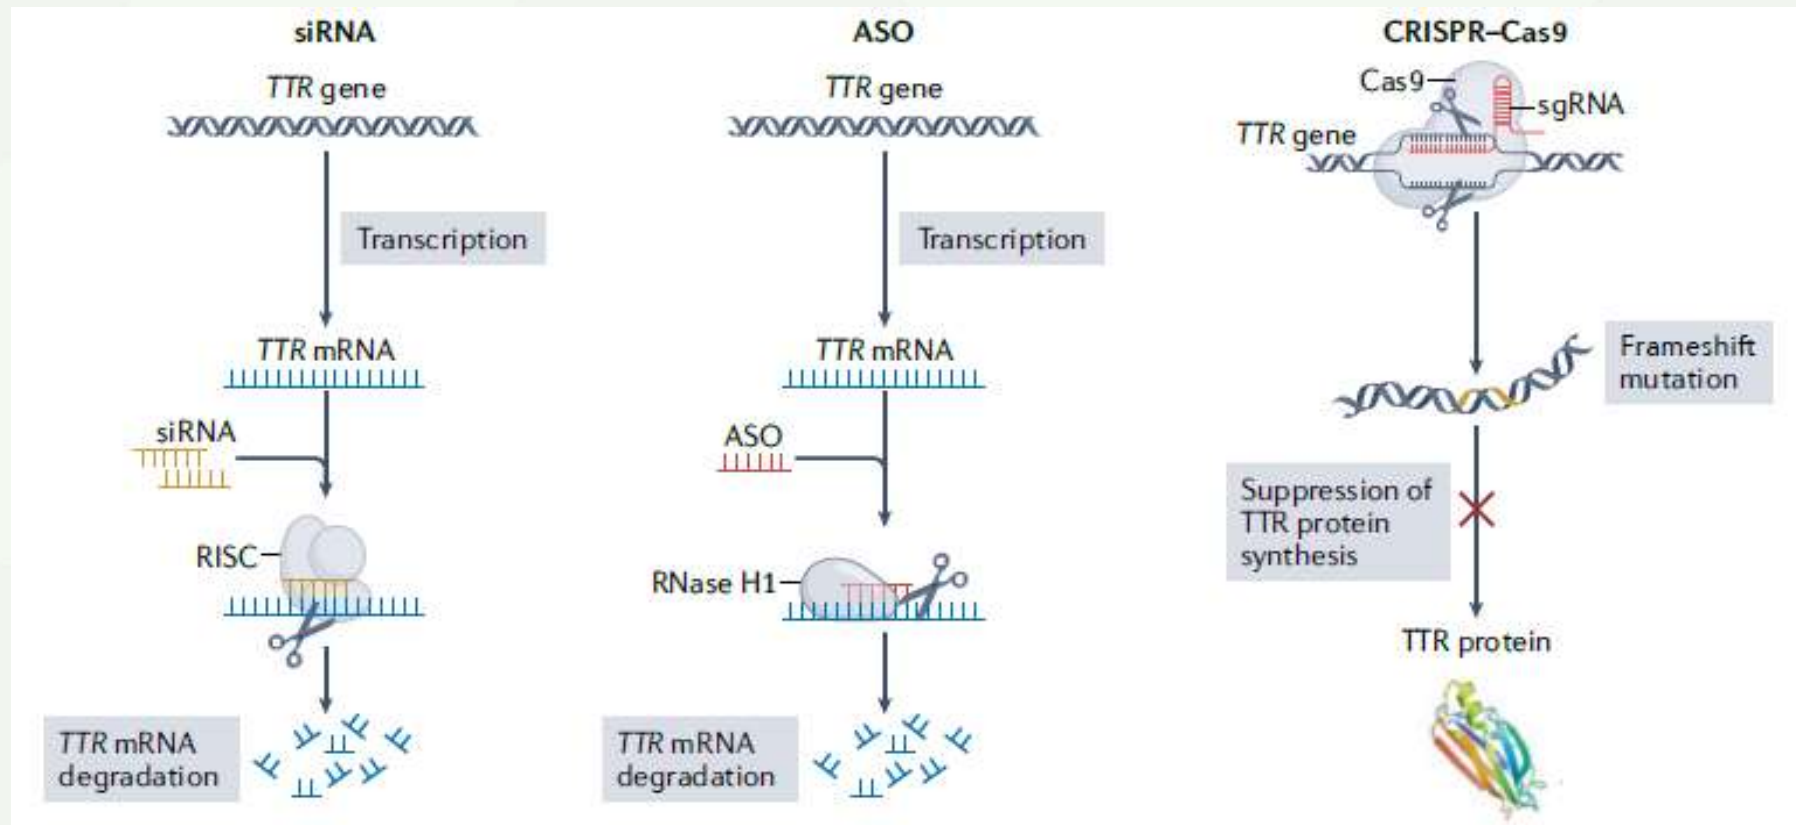 siRNA
TTR gene
Transcription
TTR mRNA
siRNA
RISC
TTR mRNA
degradation
ASO
TTR gene
Transcription
TTR mRNA
ASO
RNase H1
TTR mRNA
degradation
CRISPR–Cas9
Cas9
sgRNA
TTR gene
Frameshift
mutation
Suppression of
TTR protein
synthesis
TTR protein